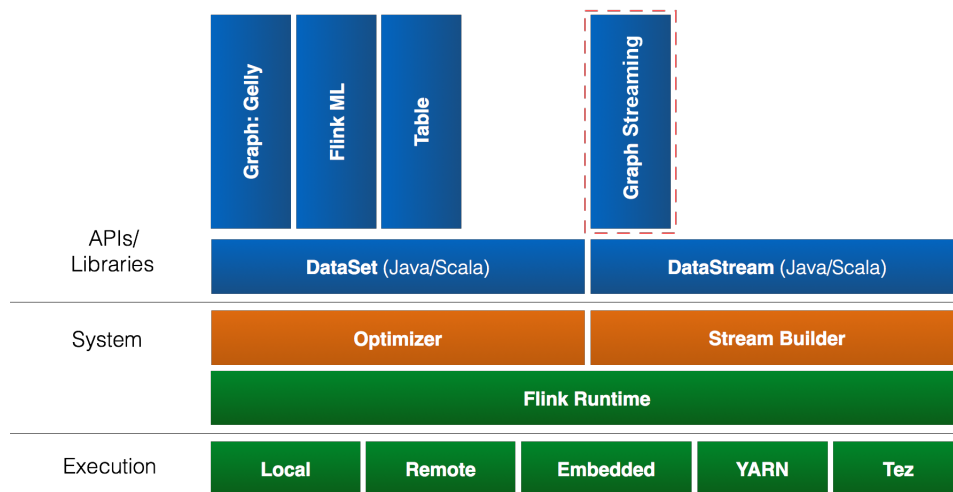 Graph: Gelly
Flink ML
Table
Graph Streaming
APIs/
Libraries
DataSet (Java/Scala)
DataStream (Java/Scala)
System
Optimizer
Stream Builder
Flink Runtime
Execution
Local
Remote
Embedded
YARN
Tez